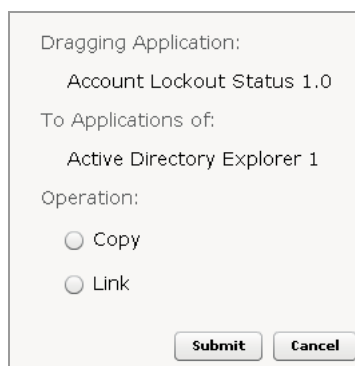 Dragging Application:
Account Lockout Status 1.0
To Applications of:
Active Directory Explorer 1
Operation:
Copy
Link
Submit Cancel